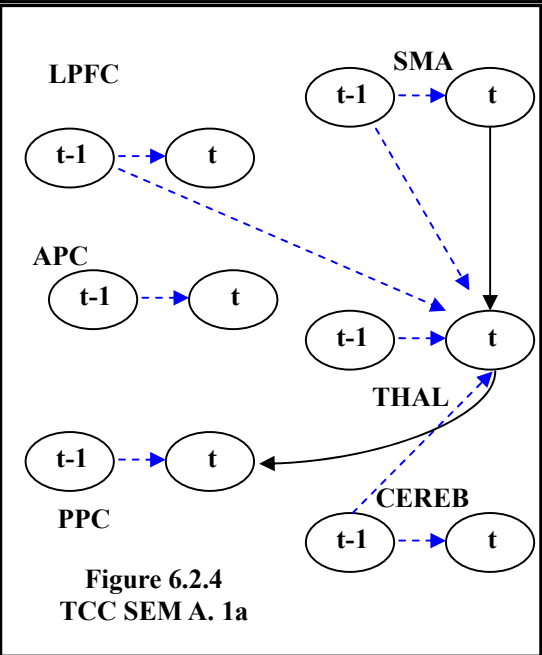 SMA
LPFC
t-1 t
t-1 t
APC
t-1 t
t-1 t
THAL
t-1 t
CEREB
PPC
t-1 t
Figure 6.2.4
TCC SEM A. 1a